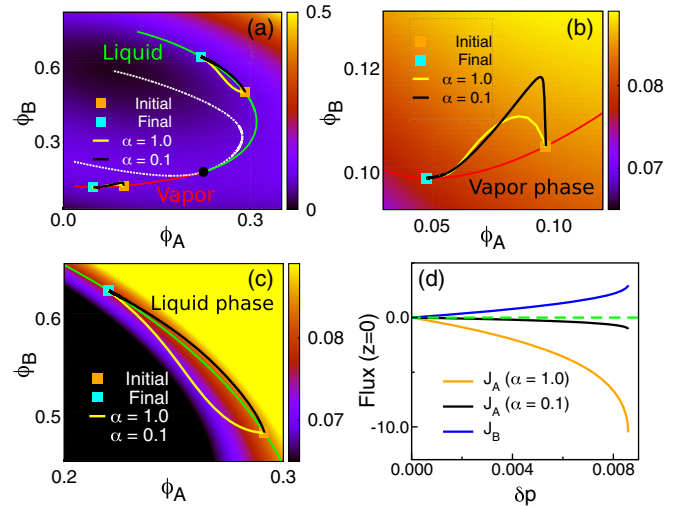 (a)
Liquid
Initial
Final
α = 1.0
α = 0.1
Vapor
ϕB
0.6
0.3
0.0
0.3
ϕA
0.5
0
(b)
Initial
Final
α = 1.0
α = 0.1
Vapor phase
ϕB
0.12
0.10
0.05
0.10
ϕA
0.08
0.07
(c)
Liquid phase
Initial
Final
α = 1.0
α = 0.1
ϕB
0.6
0.5
0.2
0.3
ϕA
0.08
0.07
(d)
Flux (z=0)
0.0
-10.0
JA (α = 1.0)
JA (α = 0.1)
JB
0.000
0.004
0.008
δp